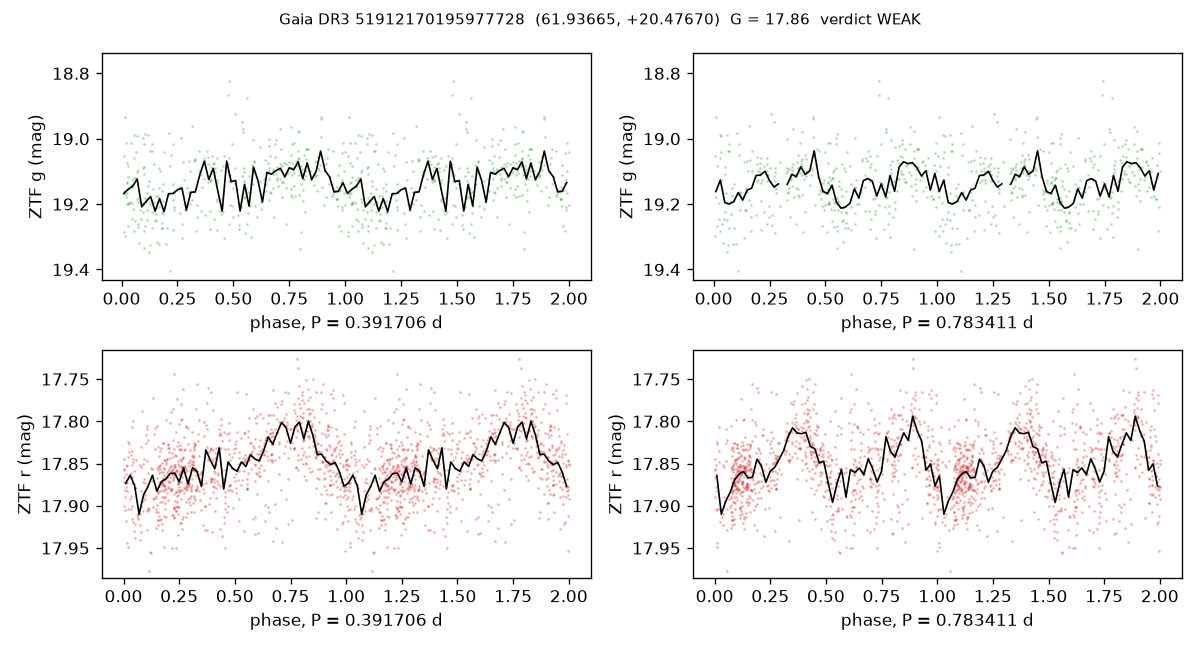 Gaia DR3 51912170195977728 (61.93665, +20.47670) G = 17.86 verdict WEAK
ZTF g (mag)
18.8
19.0
19.2
19.4
0.00 0.25 0.50 0.75 1.00 1.25 1.50 1.75 2.00
phase, P = 0.391706 d
ZTF g (mag)
18.8
19.0
19.2
19.4
0.00 0.25 0.50 0.75 1.00 1.25 1.50 1.75 2.00
phase, P = 0.783411 d
ZTF r (mag)
17.75
17.80
17.85
17.90
17.95
0.00 0.25 0.50 0.75 1.00 1.25 1.50 1.75 2.00
phase, P = 0.391706 d
ZTF r (mag)
17.75
17.80
17.85
17.90
17.95
0.00 0.25 0.50 0.75 1.00 1.25 1.50 1.75 2.00
phase, P = 0.783411 d